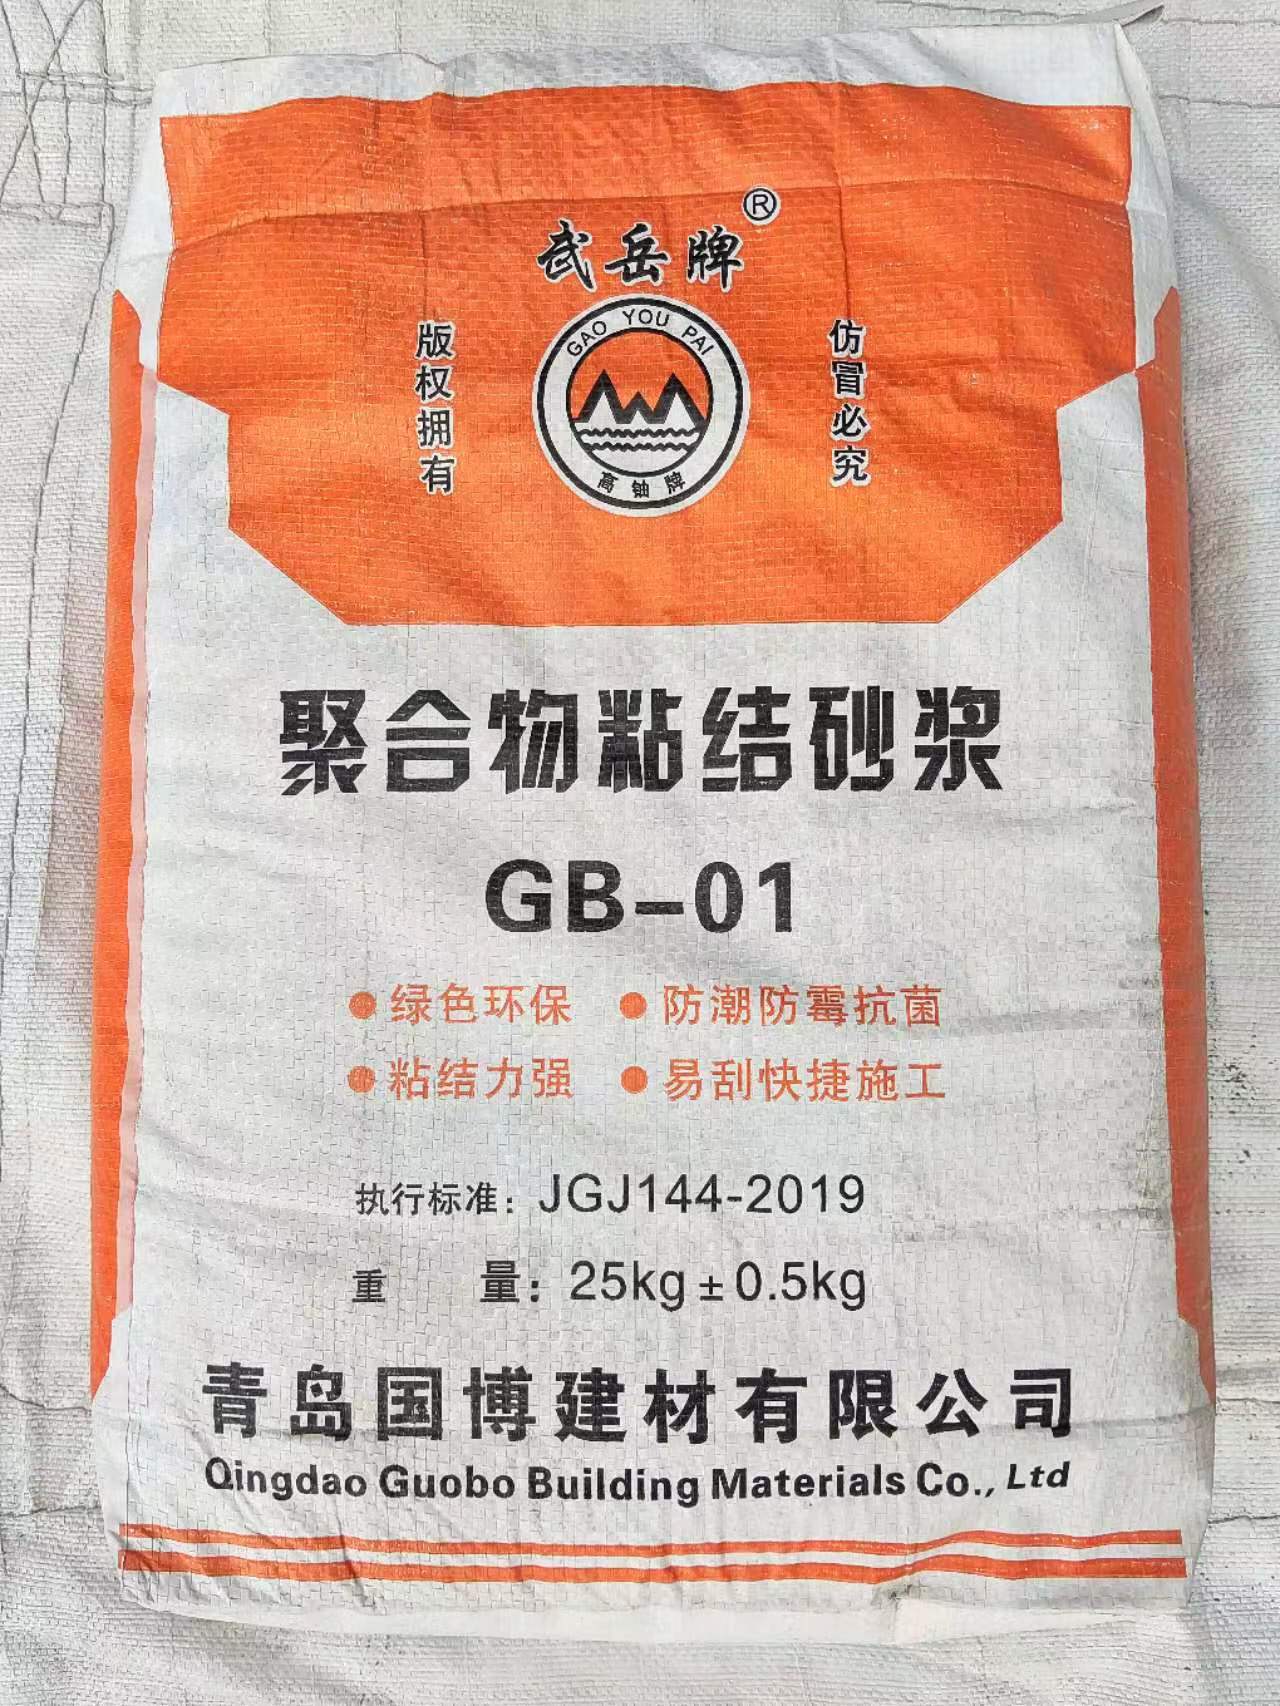 武岳牌®
版权拥有
GAO YOU PAI
高铀牌
仿冒必究
聚合物粘结砂浆
GB-01
●绿色环保 ●防潮防霉抗菌
●粘结力强 ●易刮快捷施工
执行标准：JGJ144-2019
重 量：25kg±0.5kg
青岛国博建材有限公司
Qingdao Guobo Building Materials Co., Ltd